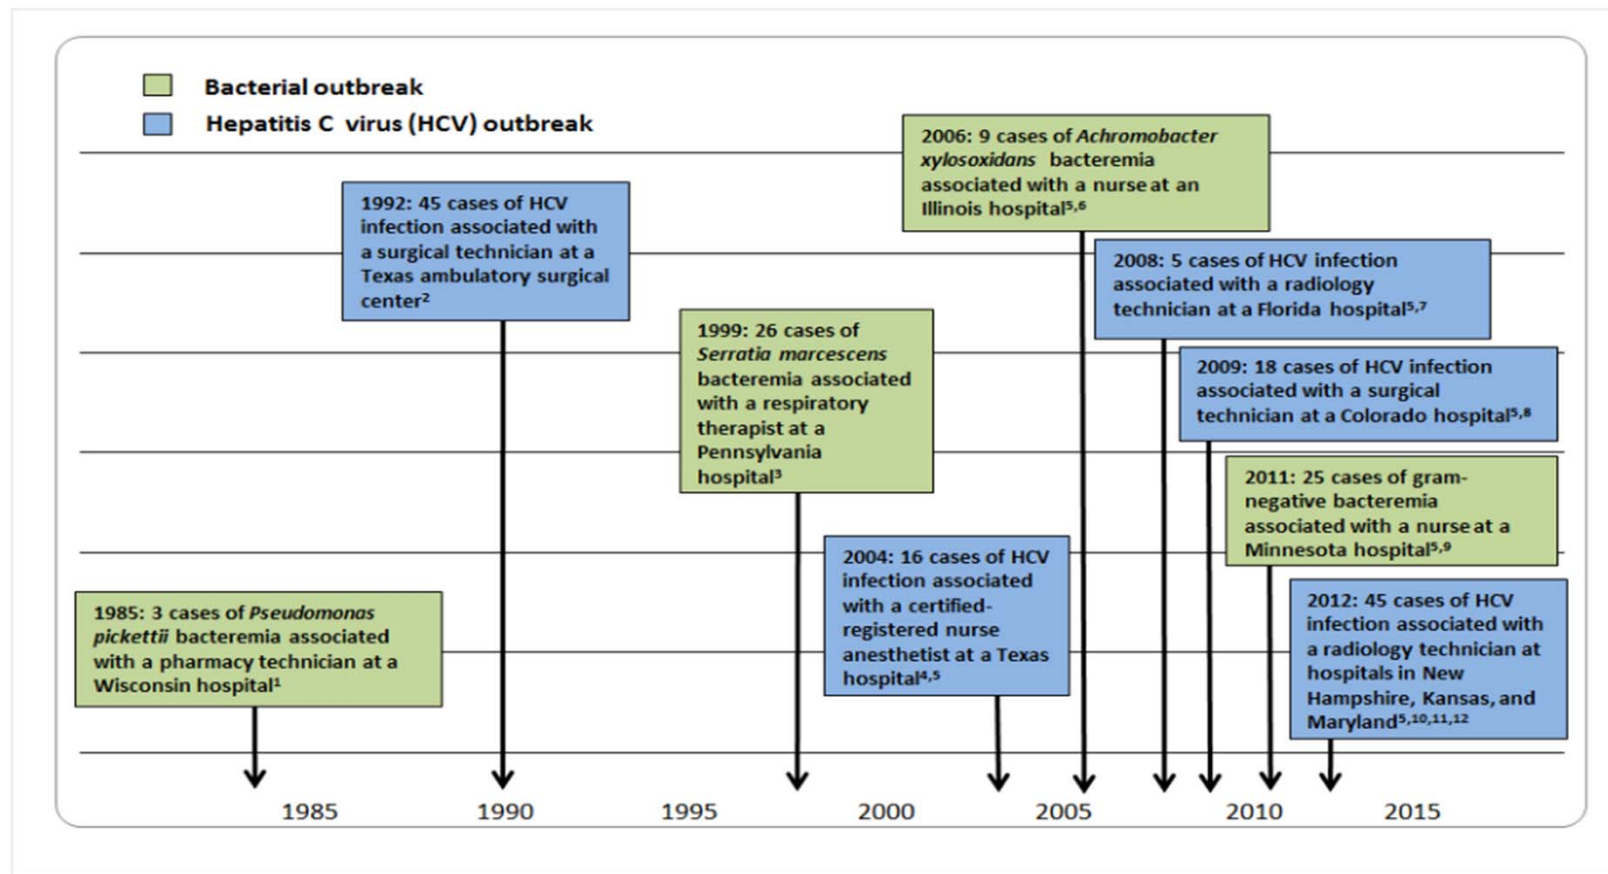 Bacterial outbreak
Hepatitis C virus (HCV) outbreak
2006: 9 cases of Achromobacter
xylosoxidans bacteremia
associated with a nurse at an
Illinois hospital⁵,⁶
1992: 45 cases of HCV
infection associated with
a surgical technician at a
Texas ambulatory surgical
center²
2008: 5 cases of HCV infection
associated with a radiology
technician at a Florida hospital⁵,⁷
1999: 26 cases of
Serratia marcescens
bacteremia associated
with a respiratory
therapist at a
Pennsylvania
hospital³
2009: 18 cases of HCV infection
associated with a surgical
technician at a Colorado hospital⁵,⁸
2011: 25 cases of gram-
negative bacteremia
associated with a nurse at a
Minnesota hospital⁵,⁹
2004: 16 cases of HCV
infection associated
with a certified-
registered nurse
anesthetist at a Texas
hospital⁴,⁵
1985: 3 cases of Pseudomonas
pickettii bacteremia associated
with a pharmacy technician at a
Wisconsin hospital¹
2012: 45 cases of HCV
infection associated with
a radiology technician at
hospitals in New
Hampshire, Kansas, and
Maryland⁵,¹⁰,¹¹,¹²
1985 1990 1995 2000 2005 2010 2015